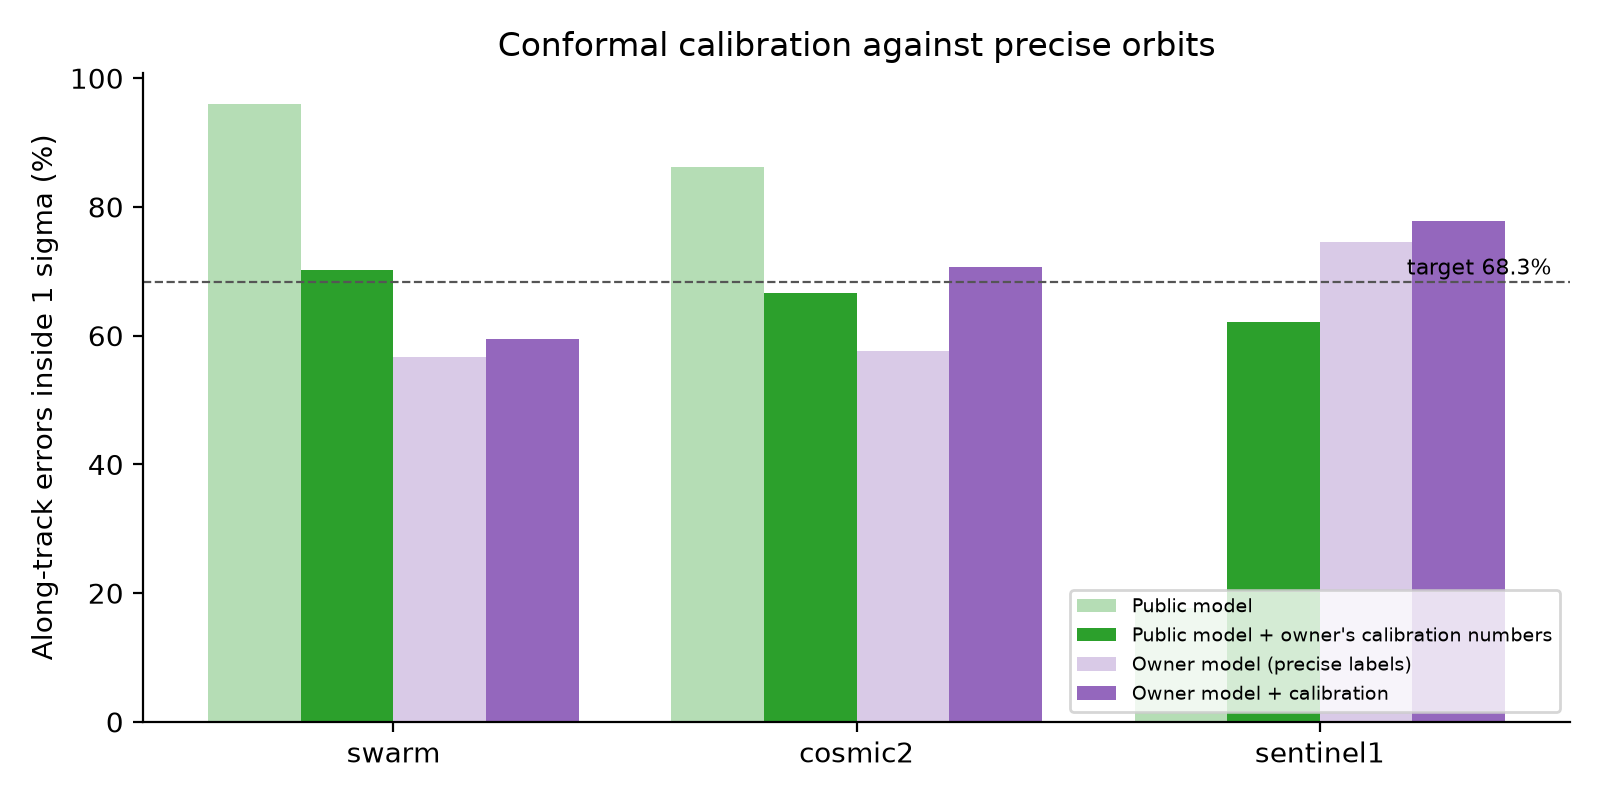 Conformal calibration against precise orbits
Along-track errors inside 1 sigma (%)
100
80
60
40
20
0
target 68.3%
Public model
Public model + owner's calibration numbers
Owner model (precise labels)
Owner model + calibration
swarm
cosmic2
sentinel1